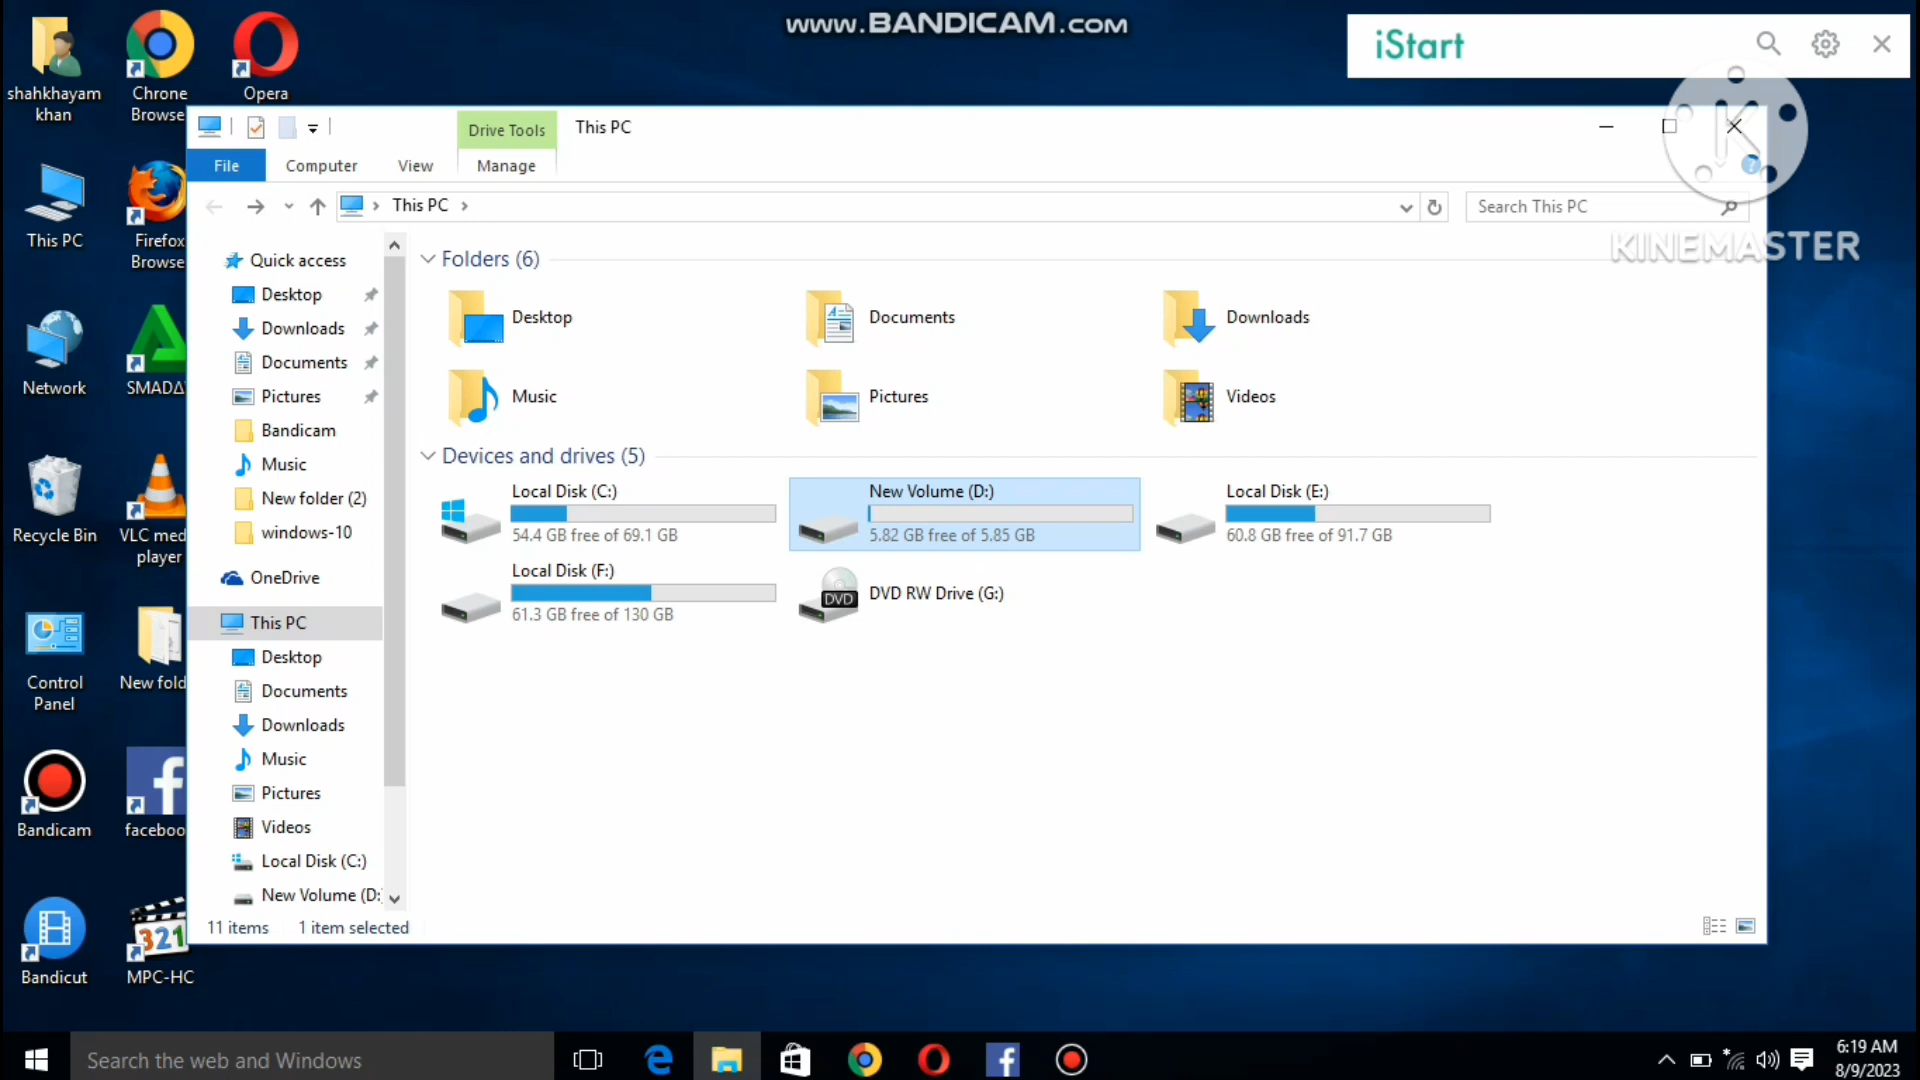 www.BANDICAM.com
iStart
shahkhayam
khan
Chrone
Browse
Opera
Drive Tools
This PC
File
Computer
View
Manage
This PC
Search This PC
KINEMASTER
This PC
Firefox
Browse
Quick access
Desktop
Downloads
Documents
Pictures
Bandicam
Music
New folder (2)
windows-10
OneDrive
This PC
Desktop
Documents
Downloads
Music
Pictures
Videos
Local Disk (C:)
New Volume (D:
Folders (6)
Desktop
Documents
Downloads
Music
Pictures
Videos
Devices and drives (5)
Local Disk (C:)
54.4 GB free of 69.1 GB
New Volume (D:)
5.82 GB free of 5.85 GB
Local Disk (E:)
60.8 GB free of 91.7 GB
Local Disk (F:)
61.3 GB free of 130 GB
DVD
DVD RW Drive (G:)
Network
SMADA
Recycle Bin
VLC med
player
Control
Panel
New fold
Bandicam
faceboo
Bandicut
321
MPC-HC
11 items
1 item selected
Search the web and Windows
6:19 AM
8/9/2023